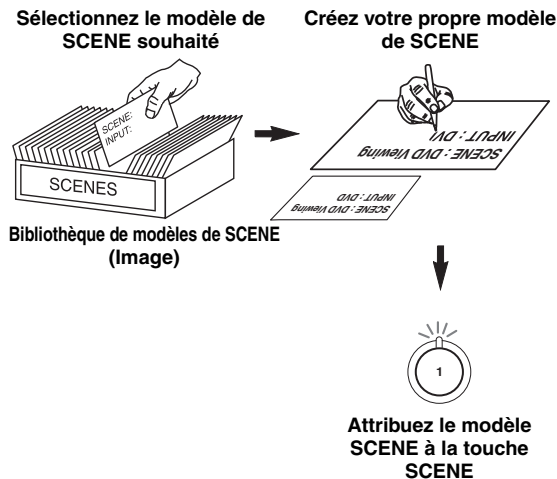 Sélectionnez le modèle de
SCENE souhaité
SCENE:
INPUT:
SCENES
Bibliothèque de modèles de SCENE
(Image)
Créez votre propre modèle
de SCENE
SCENE : DVD Viewing
INPUT : DV
SCENE : DVD Viewing
INPUT : DVD
1
Attribuez le modèle
SCENE à la touche
SCENE